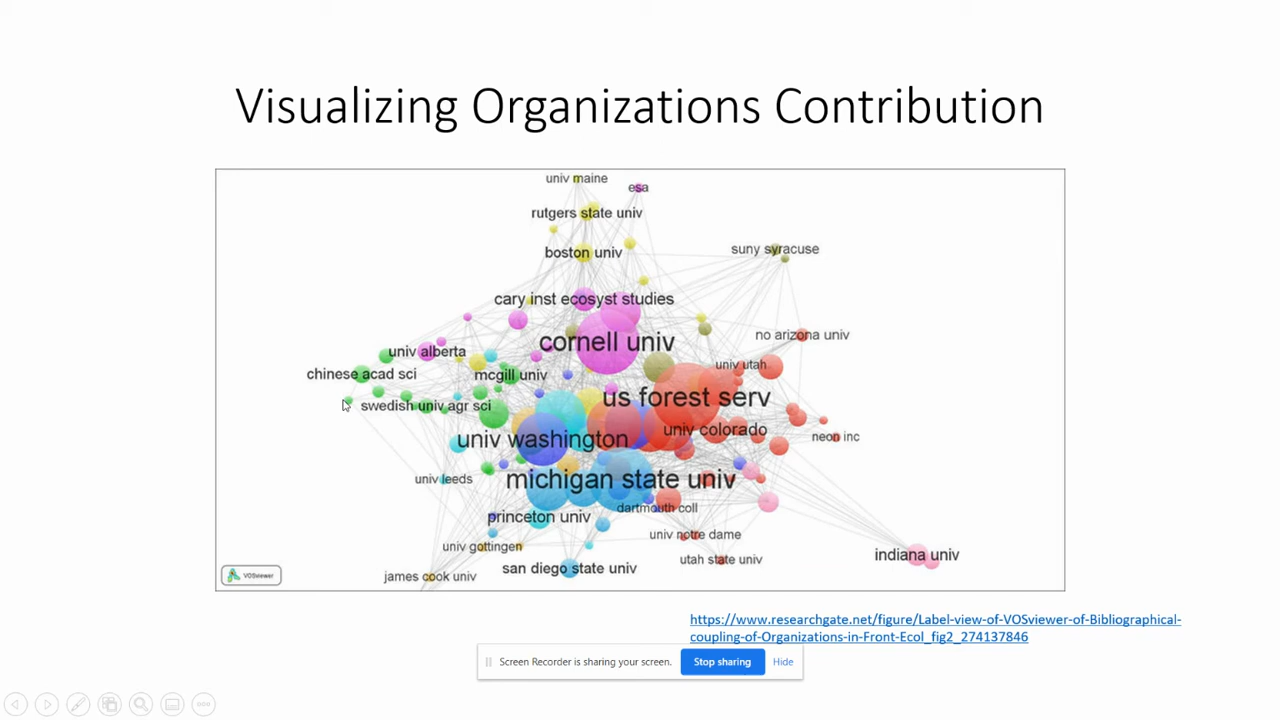 Visualizing Organizations Contribution
univ maine
esa
rutgers state univ
boston univ
suny syracuse
cary inst ecosyst studies
no arizona univ
cornell univ
univ alberta
univ utah
chinese acad sci
mcgill univ
us forest serv
swedish univ agr sci
univ colorado
univ washington
neon inc
univ leeds
michigan state univ
dartmouth coll
princeton univ
univ notre dame
univ gottingen
indiana univ
utah state univ
san diego state univ
james cook univ
VOSviewer
https://www.researchgate.net/figure/Label-view-of-VOSviewer-of-Bibliographical-
coupling-of-Organizations-in-Front-Ecol_fig2_274137846
Screen Recorder is sharing your screen. Stop sharing Hide